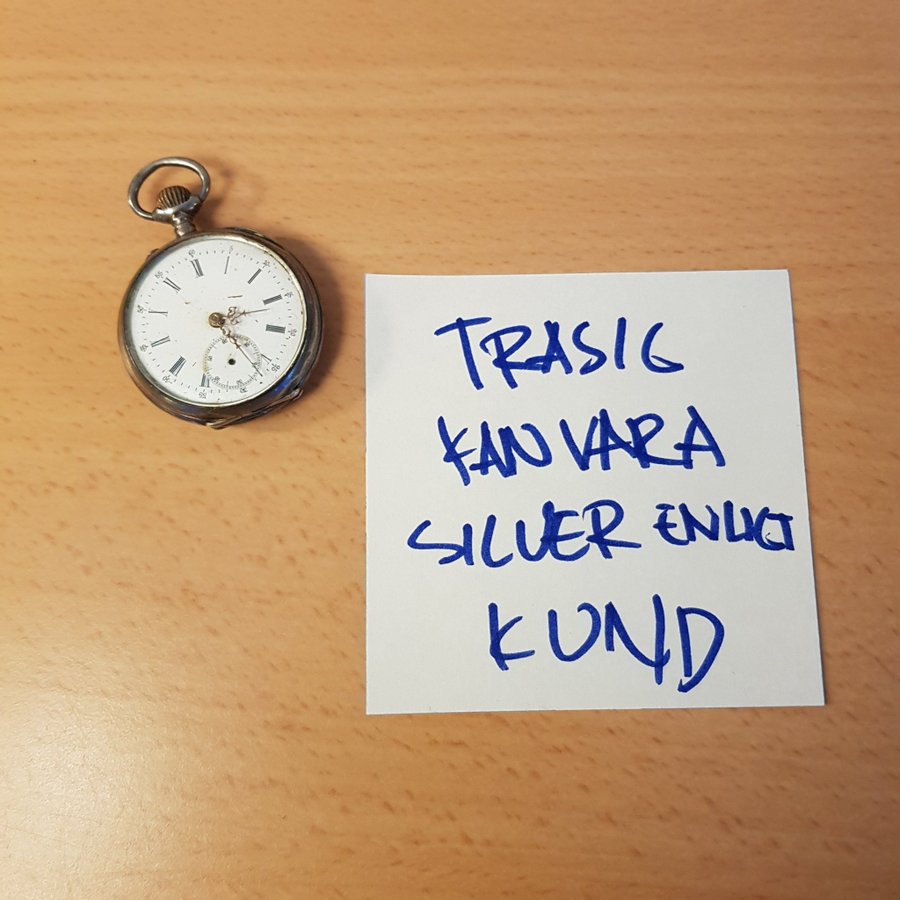 TRASIG
KAN VARA
SILVER ENLIGT
KUND